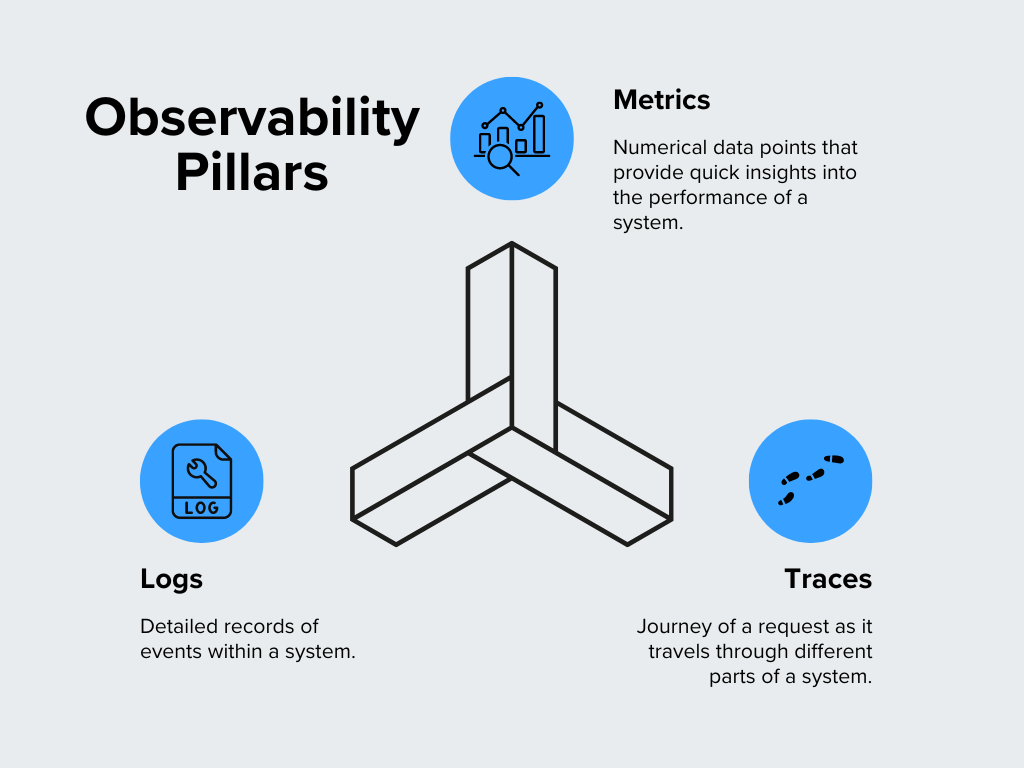 Observability
Pillars
Metrics
Numerical data points that
provide quick insights into
the performance of a
system.
LOG
Logs
Detailed records of
events within a system.
Traces
Journey of a request as it
travels through different
parts of a system.